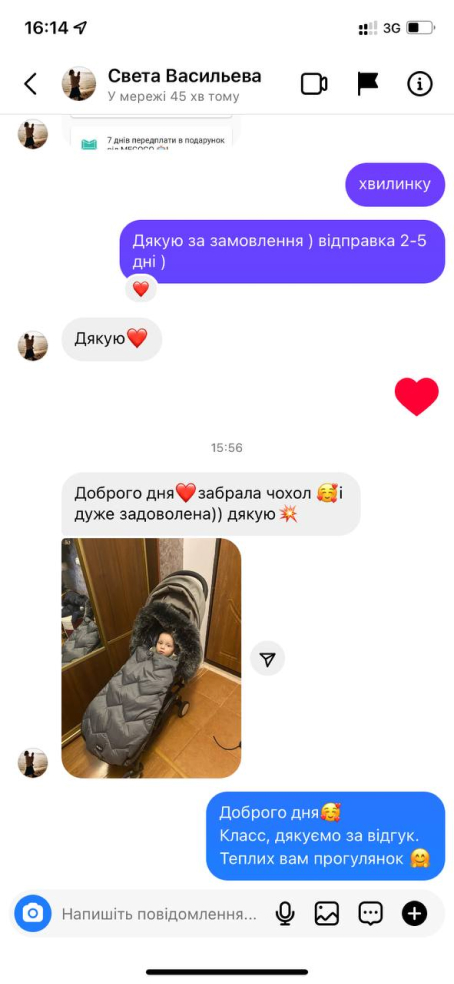 16:14
3G
Света Васильева
У мережі 45 хв тому
7 днів передплати в подарунок
хвилинку
Дякую за замовлення ) відправка 2-5
дні )
Дякую❤️
15:56
Доброго дня❤️забрала чохол 🥰і
дуже задоволена)) дякую 💥
Доброго дня🥰
Класс, дякуємо за відгук.
Теплих вам прогулянок 🤗
Напишіть повідомлення...